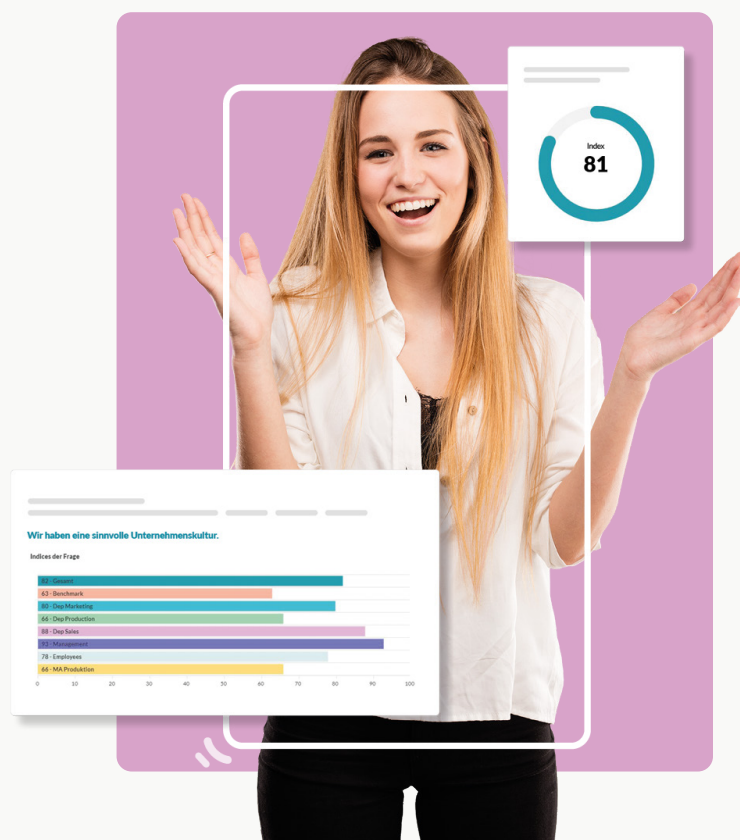 Index
81
Wir haben eine sinnvolle Unternehmenskultur.
Indices der Frage
82 - Gesamt
63 - Benchmark
80 - Dep Marketing
66 - Dep Production
88 - Dep Sales
93 - Management
78 - Employees
66 - MA Produktion
0 10 20 30 40 50 60 70 80 90 100